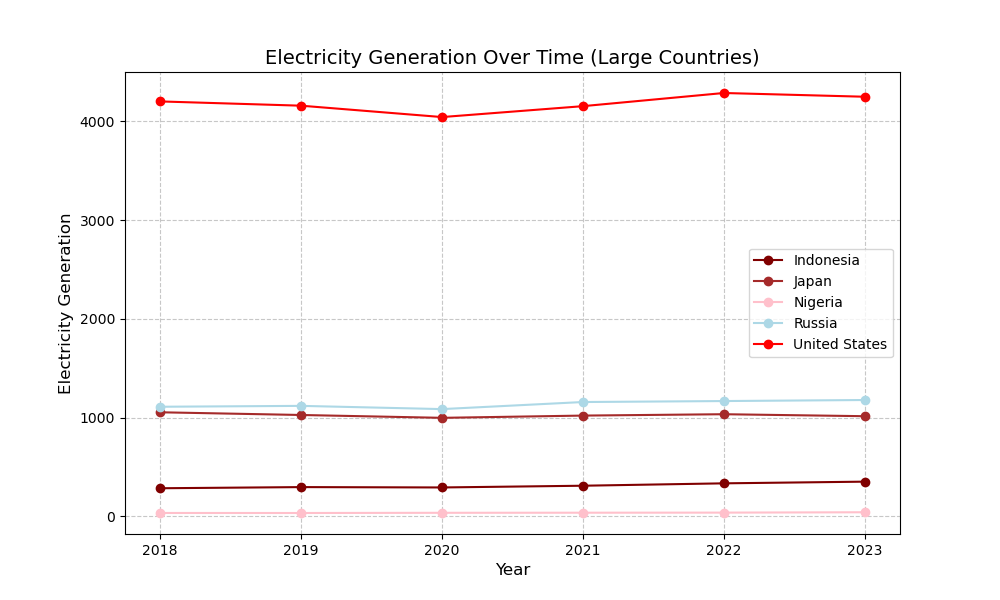 Electricity Generation Over Time (Large Countries)
Electricity Generation
4000
3000
2000
1000
0
Indonesia
Japan
Nigeria
Russia
United States
2018 2019 2020 2021 2022 2023
Year